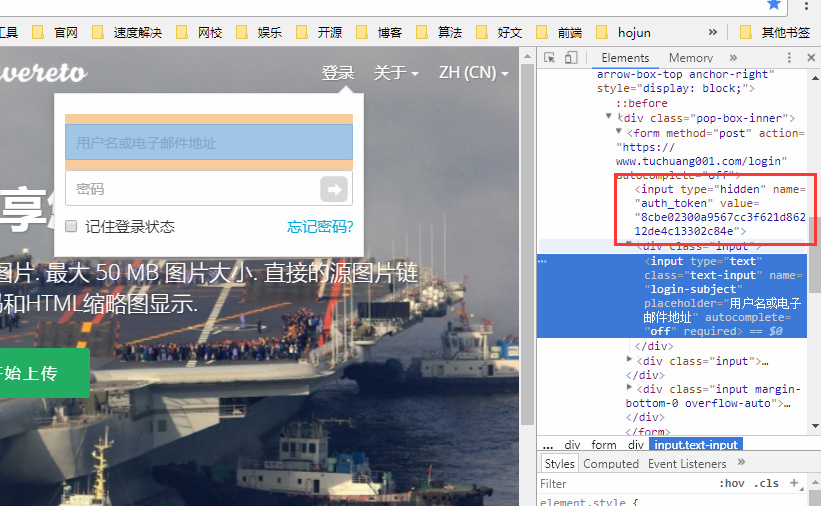 工具 官网 速度解决 网校 娱乐 开源 博客 算法 好文 前端 hojun » 其他书签
vereto
登录 关于 ZH (CN)
用户名或电子邮件地址
密码
记住登录状态 忘记密码?
享
图片. 最大 50 MB 图片大小. 直接的源图片链
和HTML缩略图显示.
开始上传
Elements Memory »
arrow-box-top anchor-right"
style="display: block;">
::before
<div class="pop-box-inner">
<form method="post" action=
"https://
www.tuchuang001.com/login"
autocomplete="off">
<input type="hidden" name=
"auth_token" value=
"8cbe02300a9567cc3f621d862
12de4c13302c84e">
<div class="input">
<input type="text"
class="text-input" name=
"login-subject"
placeholder="用户名或电子
邮件地址" autocomplete=
"off" required> == $0
</div>
<div class="input">…
</div>
<div class="input margin-
bottom-0 overflow-auto">…
</div>
</form>
... div form div input.text-input
Styles Computed Event Listeners »
Filter :hov .cls +
element.style {